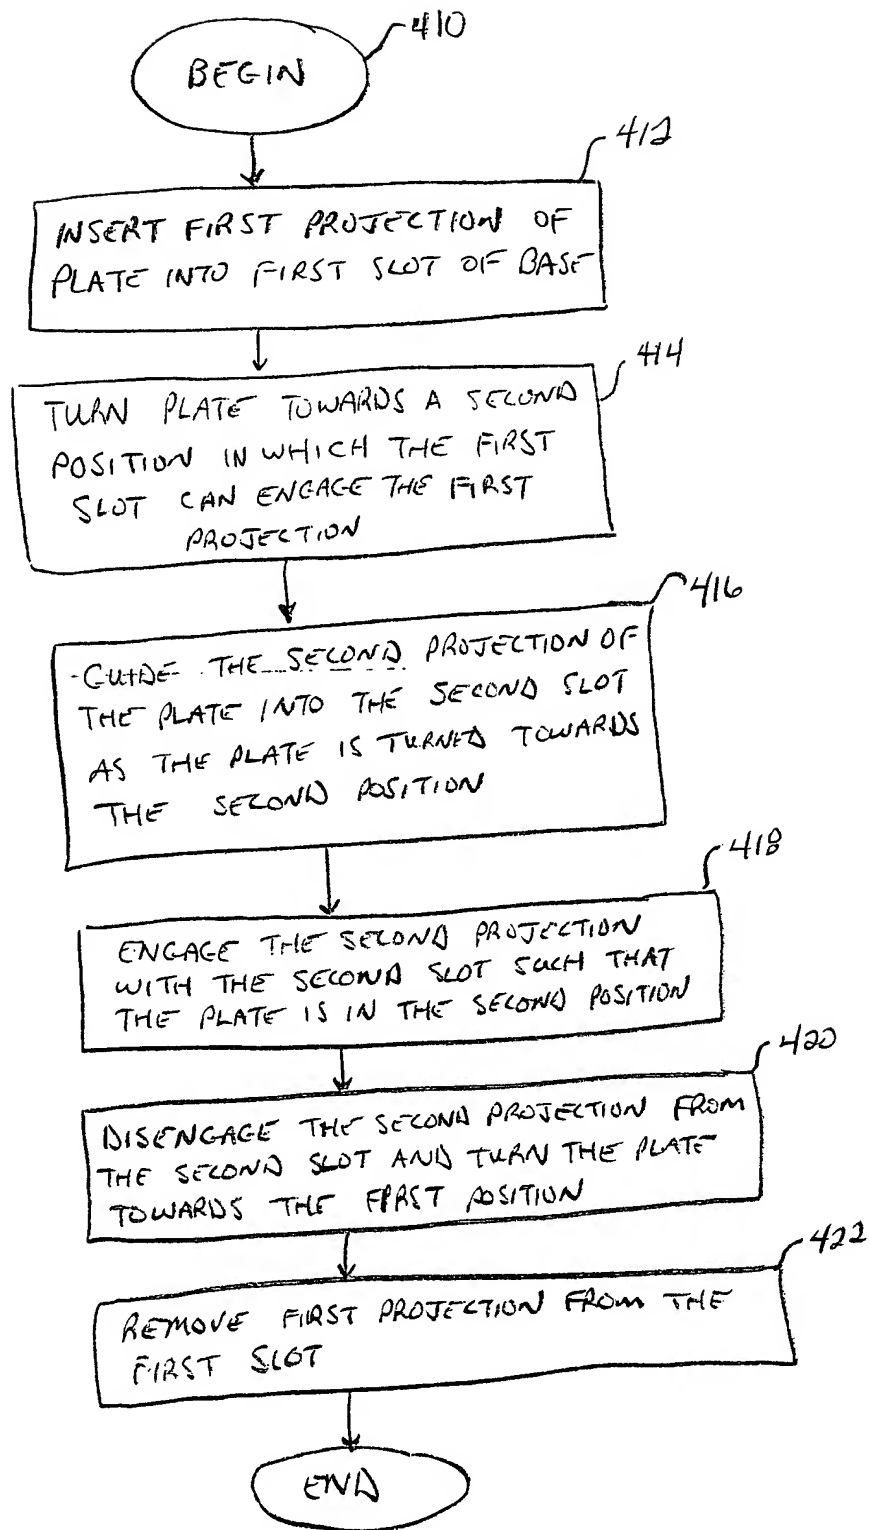 410
BEGIN
412
INSERT FIRST PROJECTION OF
PLATE INTO FIRST SLOT OF BASE
414
TURN PLATE TOWARDS A SECOND
POSITION IN WHICH THE FIRST
SLOT CAN ENGAGE THE FIRST
PROJECTION
416
GUIDE THE SECOND PROJECTION OF
THE PLATE INTO THE SECOND SLOT
AS THE PLATE IS TURNED TOWARDS
THE SECOND POSITION
418
ENGAGE THE SECOND PROJECTION
WITH THE SECOND SLOT SUCH THAT
THE PLATE IS IN THE SECOND POSITION
420
DISENGAGE THE SECOND PROJECTION FROM
THE SECOND SLOT AND TURN THE PLATE
TOWARDS THE FIRST POSITION
422
REMOVE FIRST PROJECTION FROM THE
FIRST SLOT
END